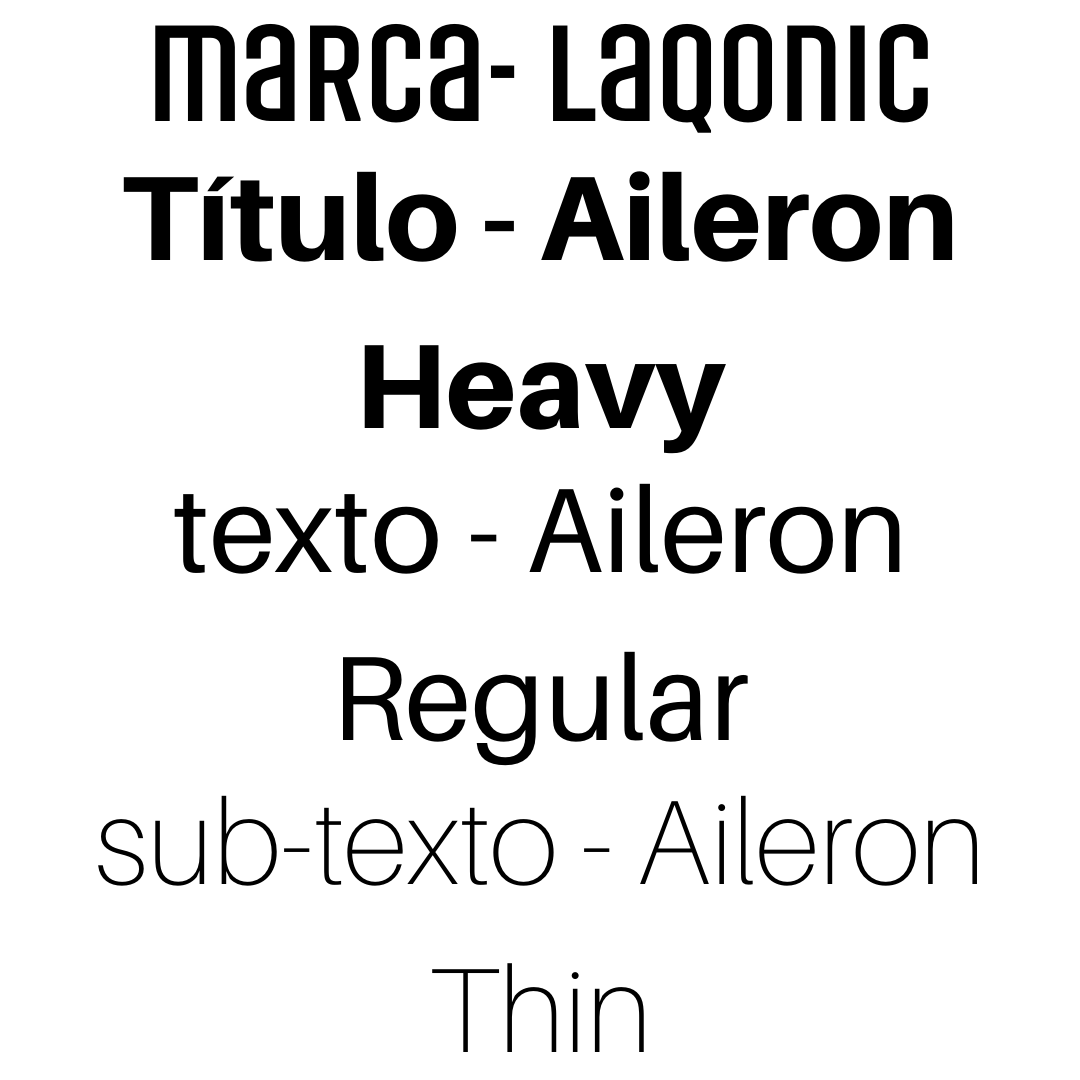 marca- Laqonic
Título - Aileron
Heavy
texto - Aileron
Regular
sub-texto - Aileron
Thin